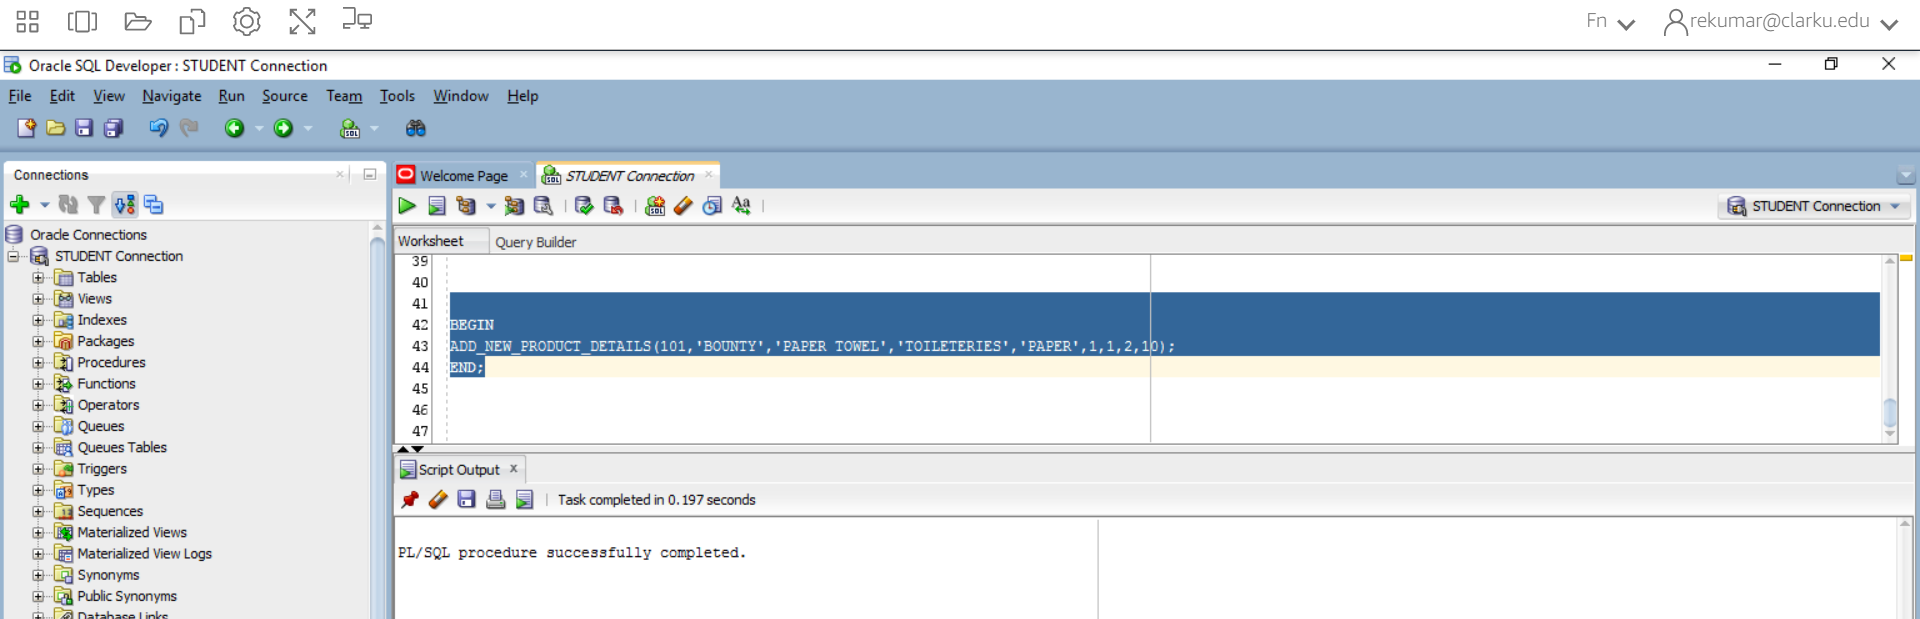 Fn
rekumar@clarku.edu
Oracle SQL Developer : STUDENT Connection
File Edit View Navigate Run Source Team Tools Window Help
Connections
Oracle Connections
STUDENT Connection
Tables
Views
Indexes
Packages
Procedures
Functions
Operators
Queues
Queues Tables
Triggers
Types
Sequences
Materialized Views
Materialized View Logs
Synonyms
Public Synonyms
Database Links
Welcome Page
STUDENT Connection
STUDENT Connection
Worksheet Query Builder
39
40
41
42 BEGIN
43 ADD_NEW_PRODUCT_DETAILS(101,'BOUNTY','PAPER TOWEL','TOILETERIES','PAPER',1,1,2,10);
44 END;
45
46
47
Script Output
Task completed in 0.197 seconds
PL/SQL procedure successfully completed.